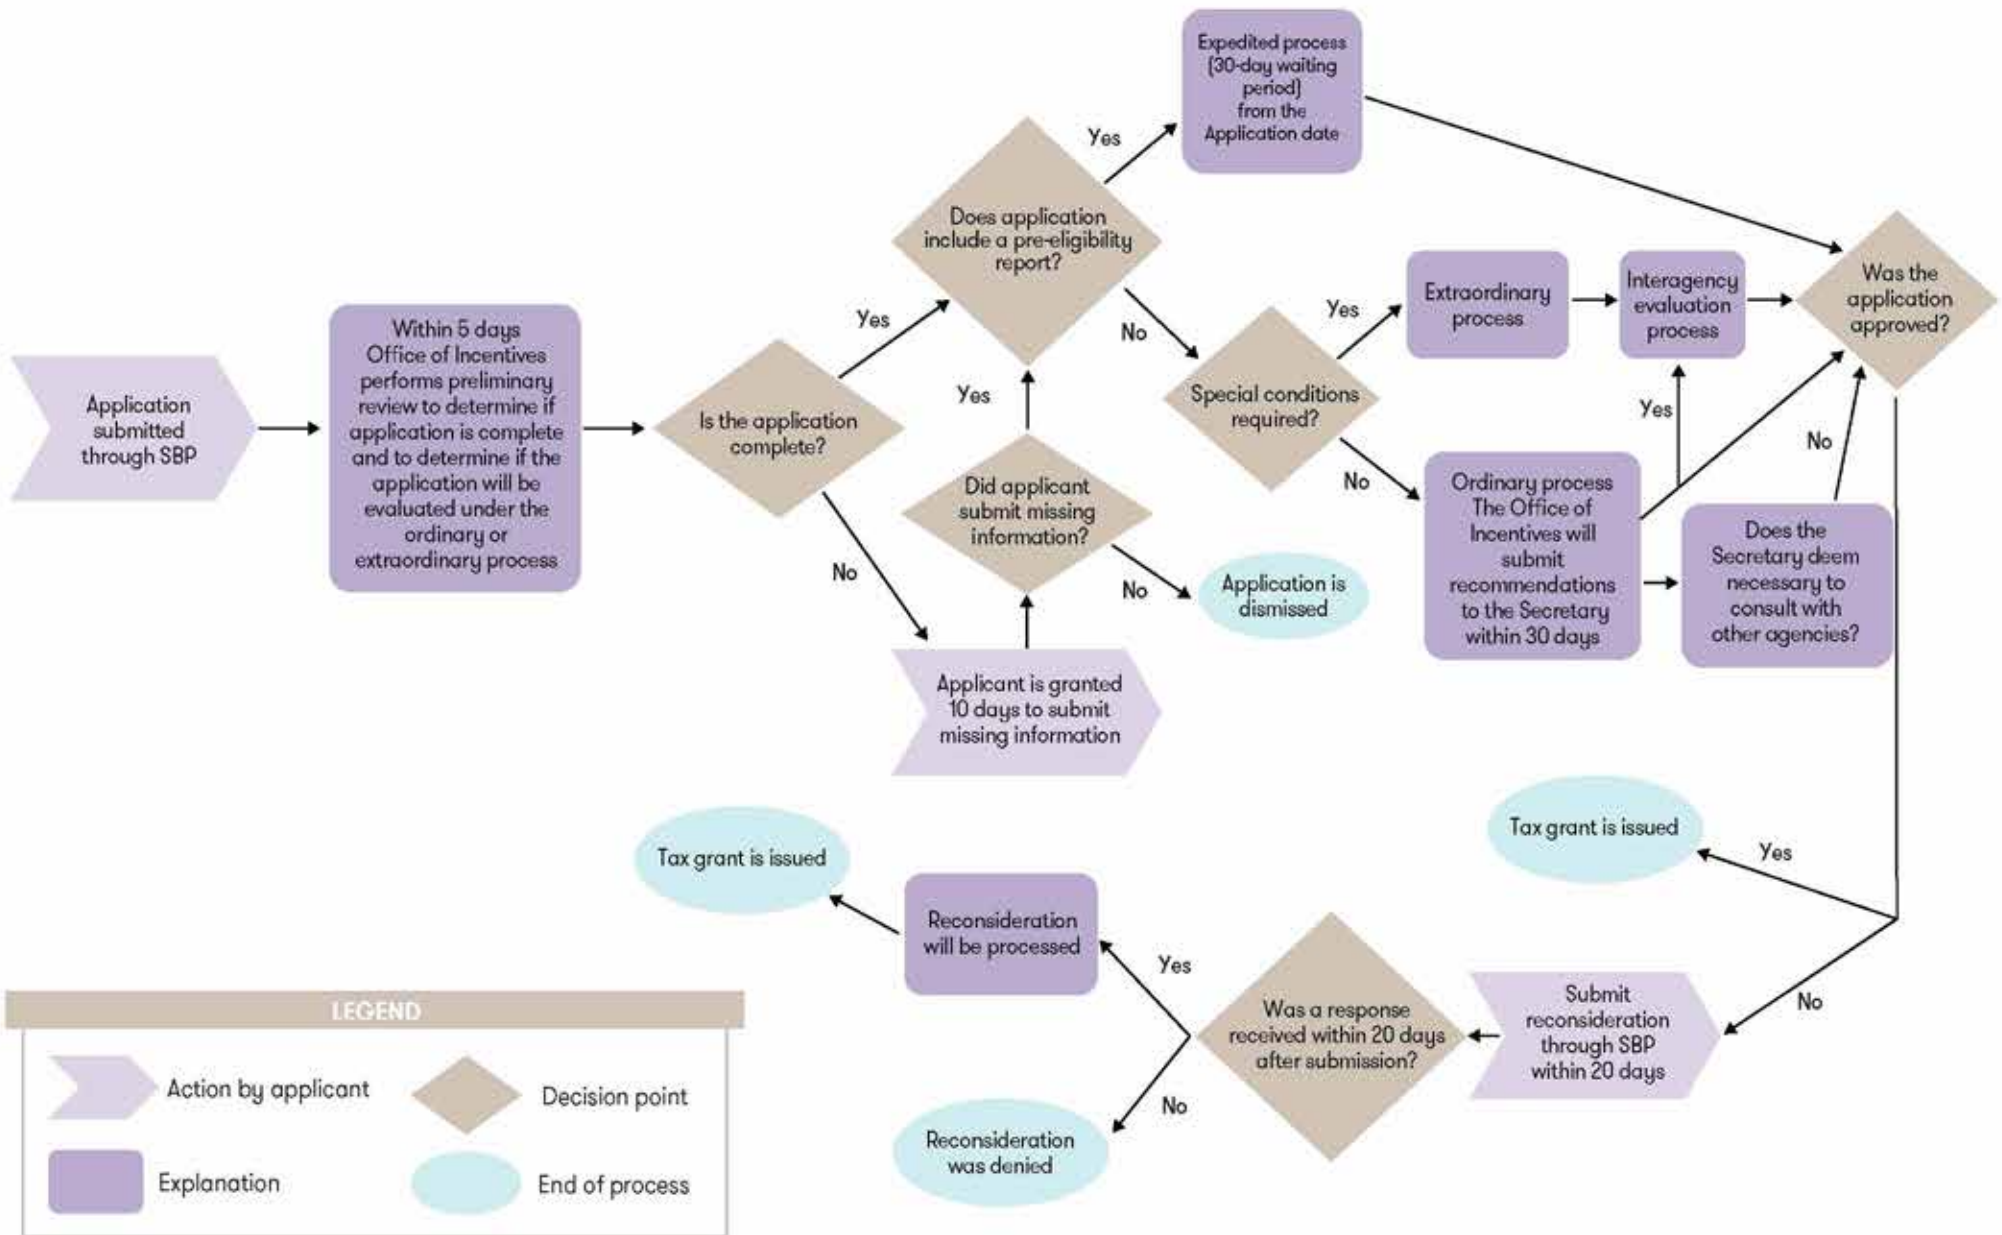 Expedited process
(30-day waiting
period)
from the
Application date
Yes
Does application
include a pre-eligibility
report?
Was the
application
approved?
Extraordinary
process
Interagency
evaluation
process
Yes
Yes
No
Within 5 days
Office of Incentives
performs preliminary
review to determine if
application is complete
and to determine if the
application will be
evaluated under the
ordinary or
extraordinary process
Application
submitted
through SBP
Is the application
complete?
Yes
Special conditions
required?
Yes
No
No
Did applicant
submit missing
information?
Ordinary process
The Office of
Incentives will
submit
recommendations
to the Secretary
within 30 days
Does the
Secretary deem
necessary to
consult with
other agencies?
No
No
Application is
dismissed
Applicant is granted
10 days to submit
missing information
Tax grant is issued
Yes
Tax grant is issued
Reconsideration
will be processed
Yes
Was a response
received within 20 days
after submission?
Submit
reconsideration
through SBP
within 20 days
No
No
Reconsideration
was denied
LEGEND
Action by applicant
Decision point
Explanation
End of process